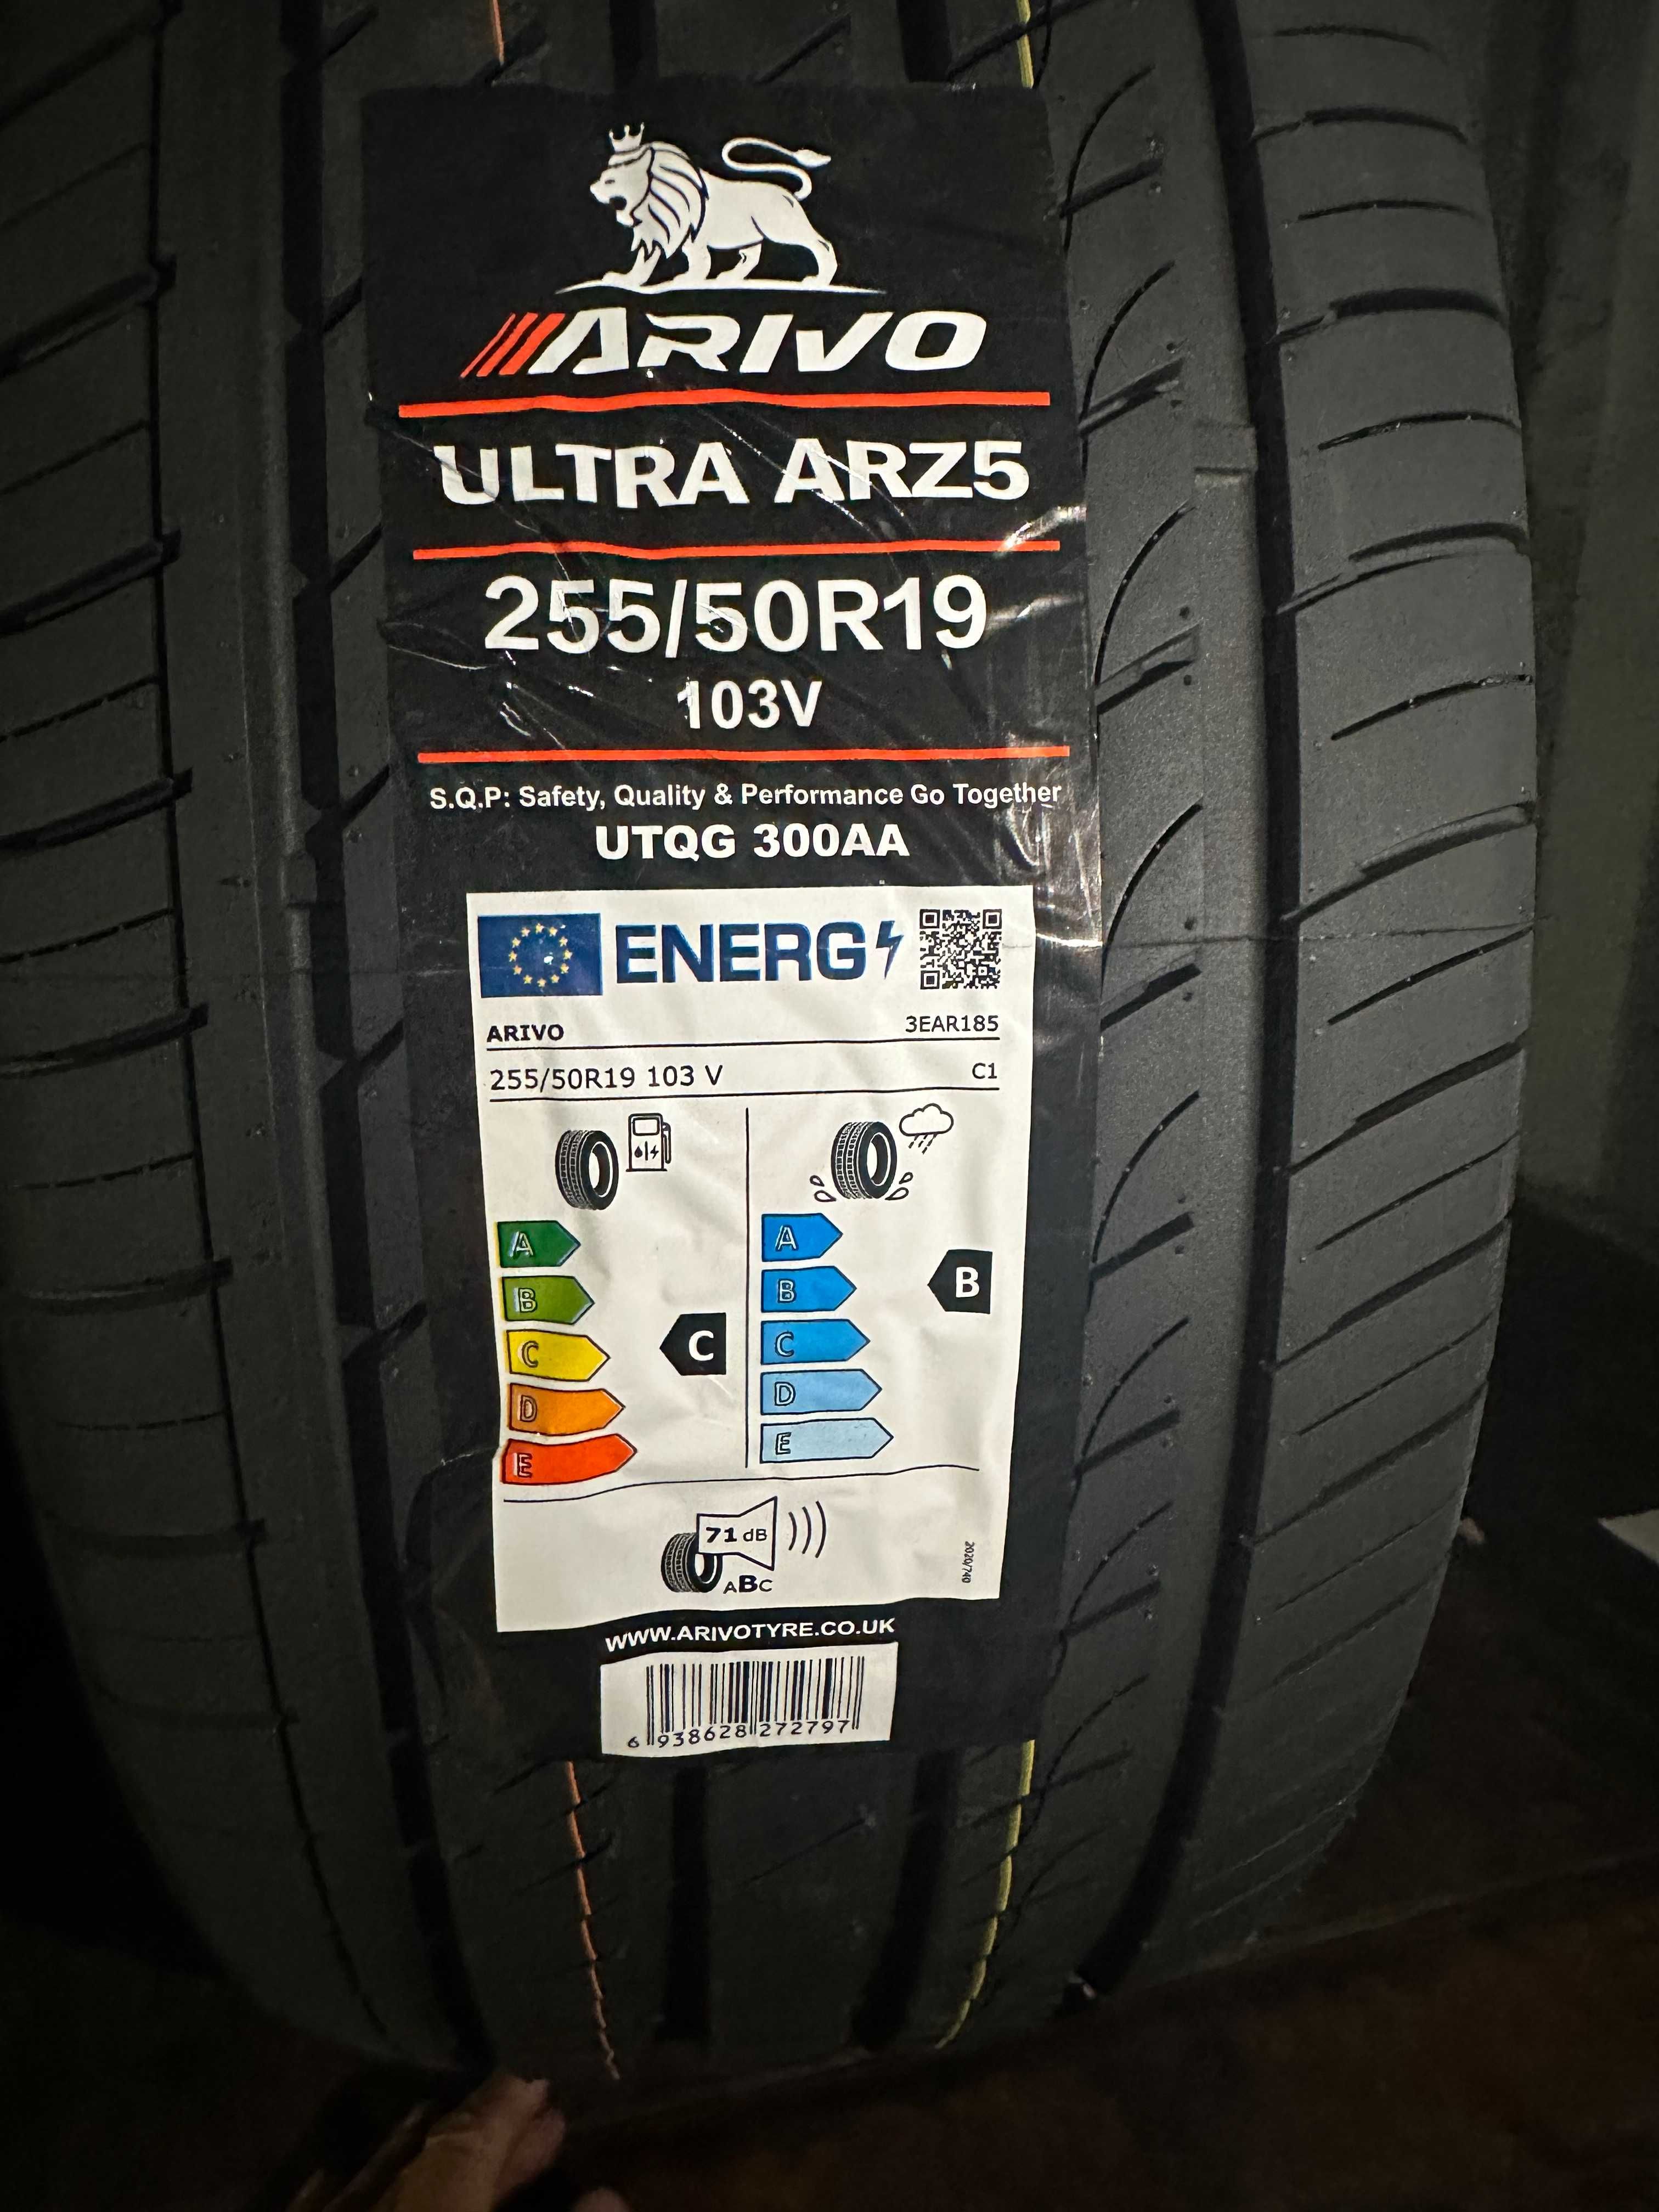 ARIVO
ULTRA ARZ5
255/50R19
103V
S.Q.P: Safety, Quality & Performance Go Together
UTQG 300AA
ENERG
ARIVO 3EAR185
255/50R19 103 V C1
A A
B B B
C C C
D D
E E
71 dB
ABC
2020/740
WWW.ARIVOTYRE.CO.UK
6 938628 272797